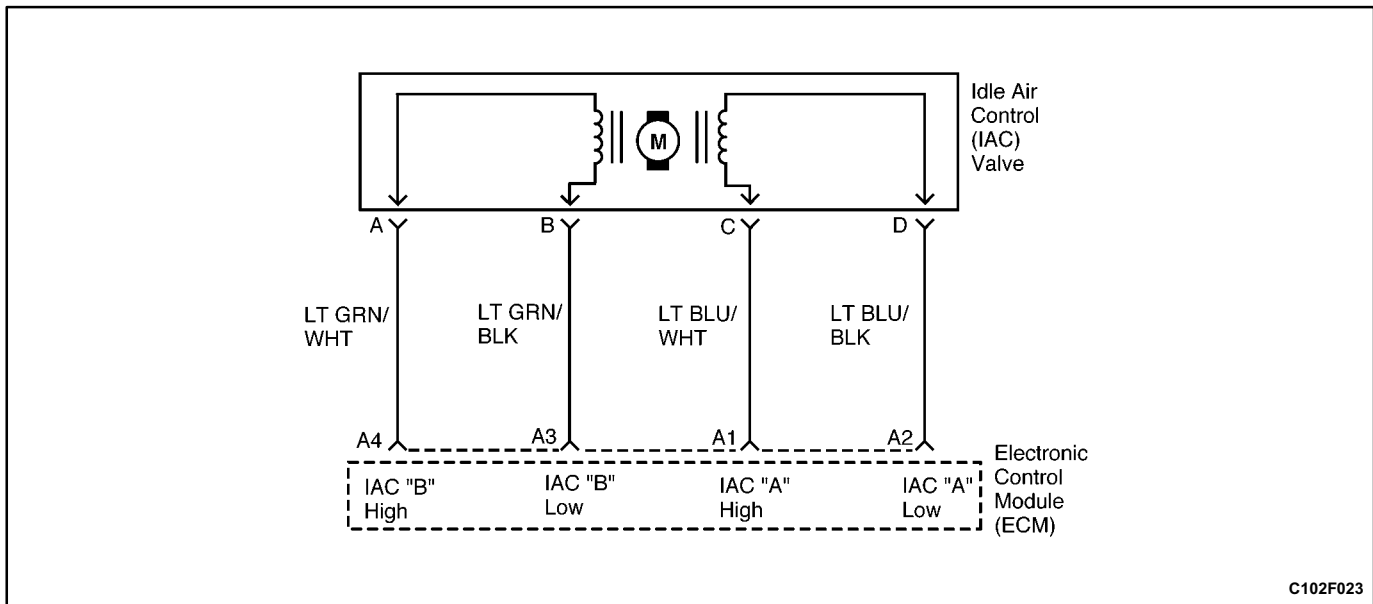 Idle Air
Control
(IAC)
Valve
M
A
B
C
D
LT GRN/
WHT
LT GRN/
BLK
LT BLU/
WHT
LT BLU/
BLK
A4
A3
A1
A2
IAC "B"
High
IAC "B"
Low
IAC "A"
High
IAC "A"
Low
Electronic
Control
Module
(ECM)
C102F023